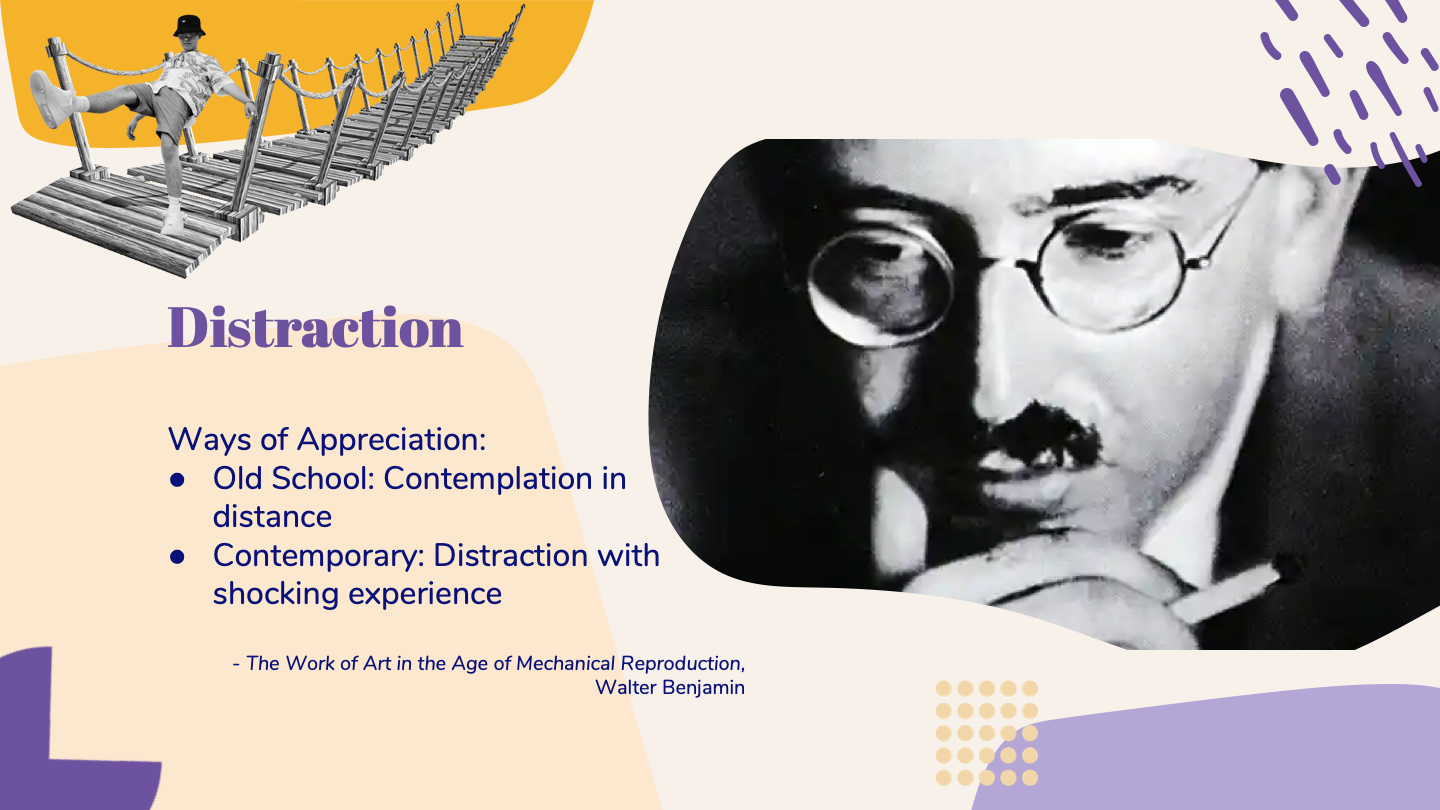 Distraction
Ways of Appreciation:
● Old School: Contemplation in
distance
● Contemporary: Distraction with
shocking experience
- The Work of Art in the Age of Mechanical Reproduction,
Walter Benjamin